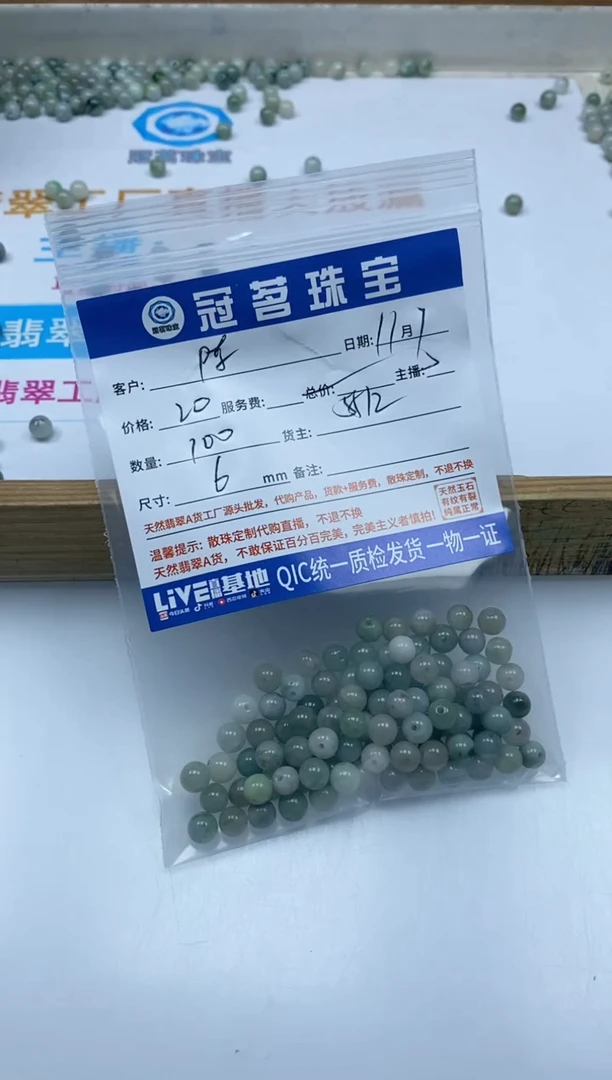 冠茗珠宝
客户: 陈 日期: 11月1
价格: 20 服务费: 总价: 主播:
数量: 100 货主:
尺寸: 6 mm 备注:
天然翡翠A货工厂源头批发，代购产品，货款+服务费，散珠定制，不退不换
温馨提示: 散珠定制代购直播，不退不换
天然翡翠A货，不敢保证百分百完美，完美主义者慎拍!
天然玉石
有纹有裂
纯属正常
LiVE直播基地 QIC统一质检发货 一物一证
翡翠工厂
主播
翡翠
翡翠工